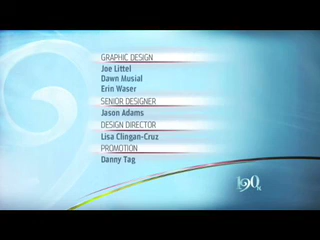 GRAPHIC DESIGN
Joe Littel
Dawn Musial
Erin Waser
SENIOR DESIGNER
Jason Adams
DESIGN DIRECTOR
Lisa Clingan-Cruz
PROMOTION
Danny Tag